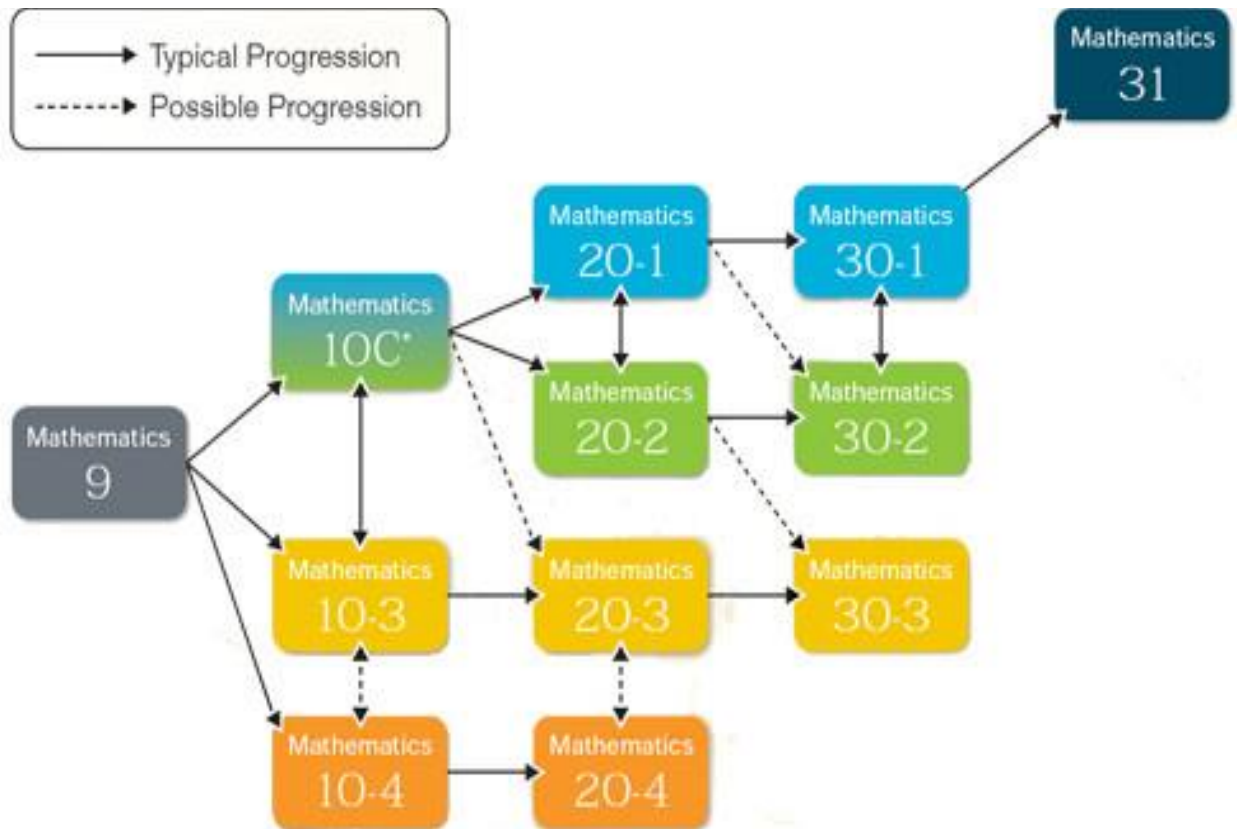 Typical Progression
Possible Progression
Mathematics
31
Mathematics
20-1
Mathematics
30-1
Mathematics
10C*
Mathematics
20-2
Mathematics
30-2
Mathematics
9
Mathematics
10-3
Mathematics
20-3
Mathematics
30-3
Mathematics
10-4
Mathematics
20-4